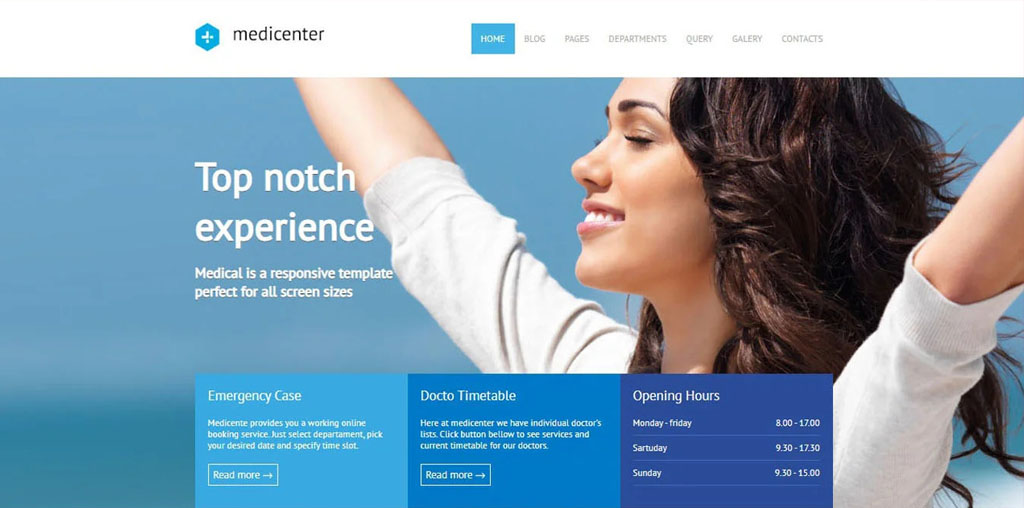 medicenter
HOME BLOG PAGES DEPARTMENTS QUERY GALERY CONTACTS
Top notch
experience
Medical is a responsive template
perfect for all screen sizes
Emergency Case
Medicente provides you a working online
booking service. Just select departament, pick
your desired date and specify time slot.
Read more →
Docto Timetable
Here at medicenter we have individual doctor's
lists. Click button bellow to see services and
current timetable for our doctors.
Read more →
Opening Hours
Monday - friday 8.00 - 17.00
Sartuday 9.30 - 17.30
Sunday 9.30 - 15.00